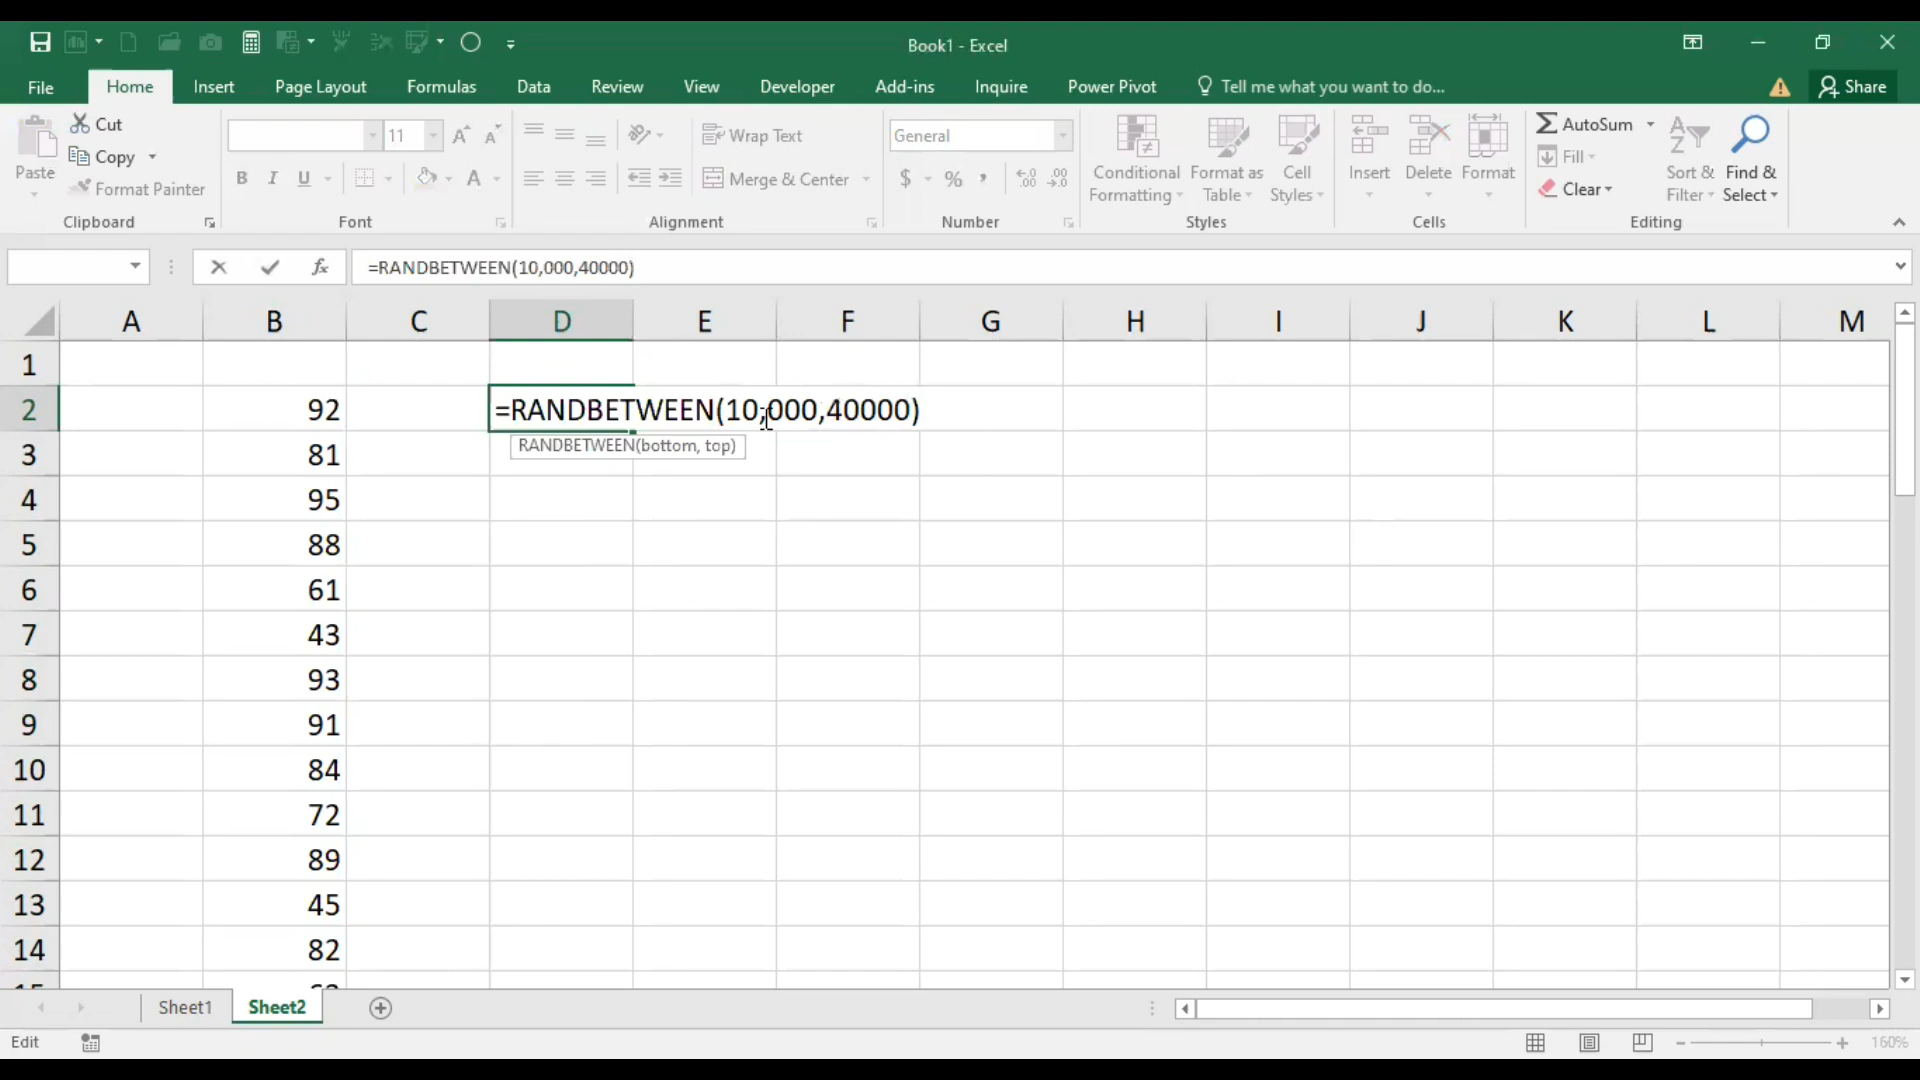 Book1 - Excel
File Home Insert Page Layout Formulas Data Review View Developer Add-ins Inquire Power Pivot Tell me what you want to do... Share
Cut
Copy
Format Painter
Paste
Clipboard
11
B I U A
Font
Wrap Text
Merge & Center
Alignment
General
$ % ,
Number
Conditional Formatting
Format as Table
Cell Styles
Styles
Insert Delete Format
Cells
AutoSum
Fill
Clear
Sort & Filter
Find & Select
Editing
fx =RANDBETWEEN(10,000,40000)
A B C D E F G H I J K L M
1
2 92 =RANDBETWEEN(10,000,40000)
RANDBETWEEN(bottom, top)
3 81
4 95
5 88
6 61
7 43
8 93
9 91
10 84
11 72
12 89
13 45
14 82
Sheet1 Sheet2
Edit 160%